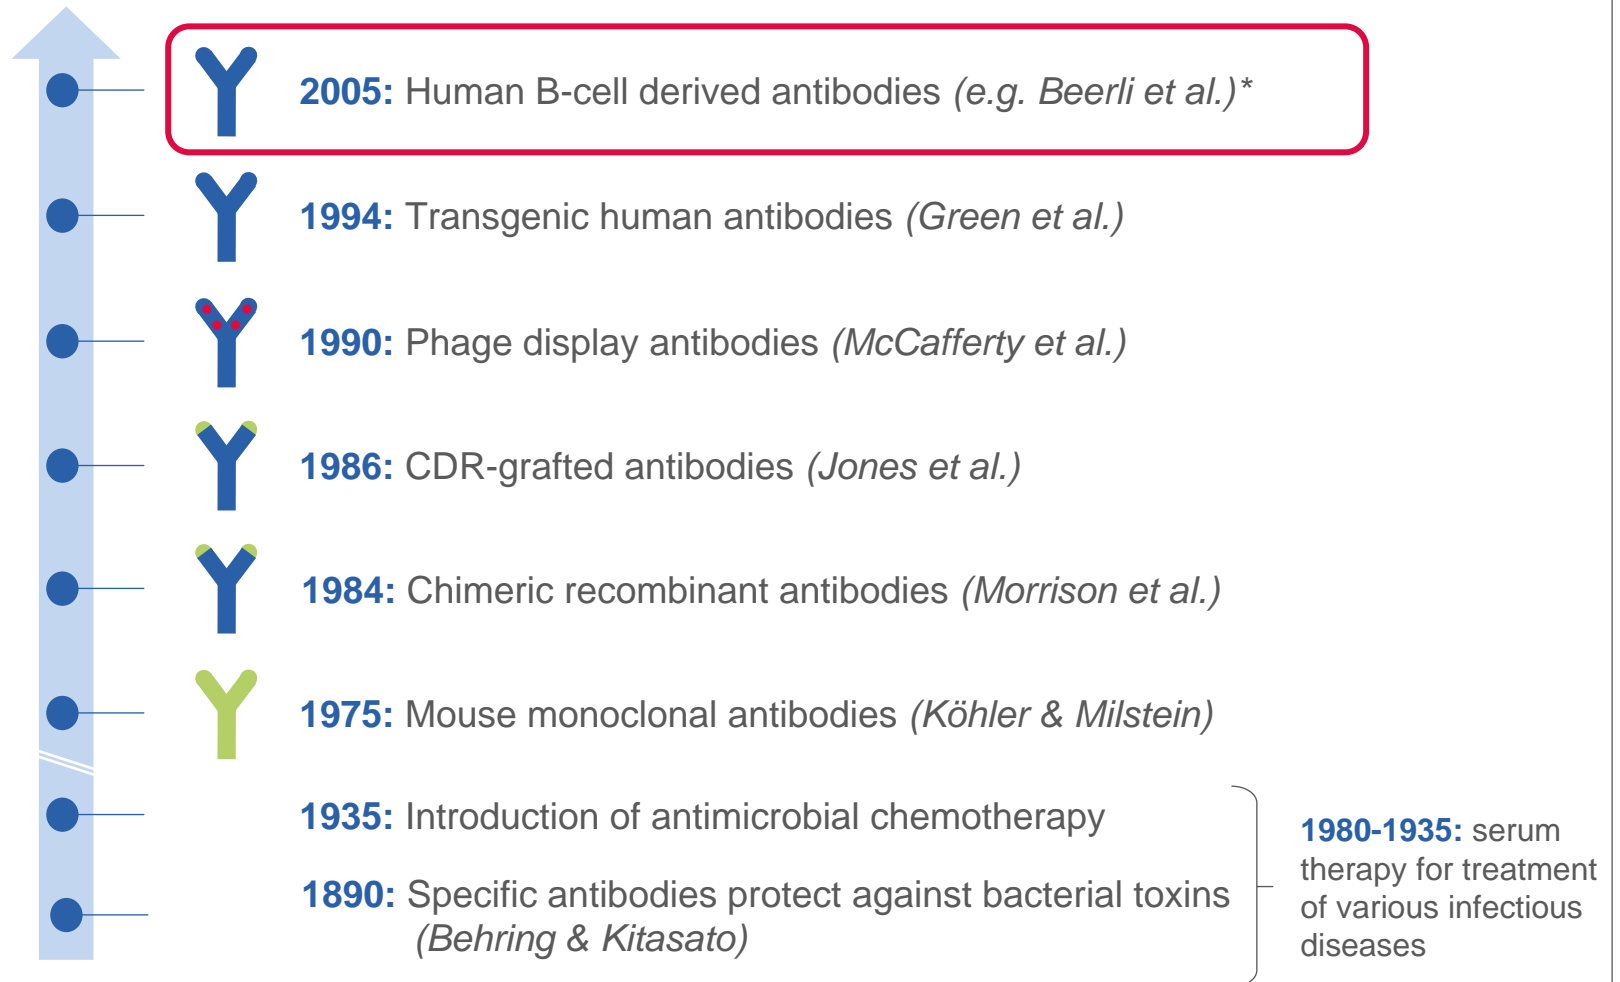 2005: Human B-cell derived antibodies (e.g. Beerli et al.)*
1994: Transgenic human antibodies (Green et al.)
1990: Phage display antibodies (McCafferty et al.)
1986: CDR-grafted antibodies (Jones et al.)
1984: Chimeric recombinant antibodies (Morrison et al.)
1975: Mouse monoclonal antibodies (Köhler & Milstein)
1935: Introduction of antimicrobial chemotherapy
1890: Specific antibodies protect against bacterial toxins
(Behring & Kitasato)
1980-1935: serum
therapy for treatment
of various infectious
diseases